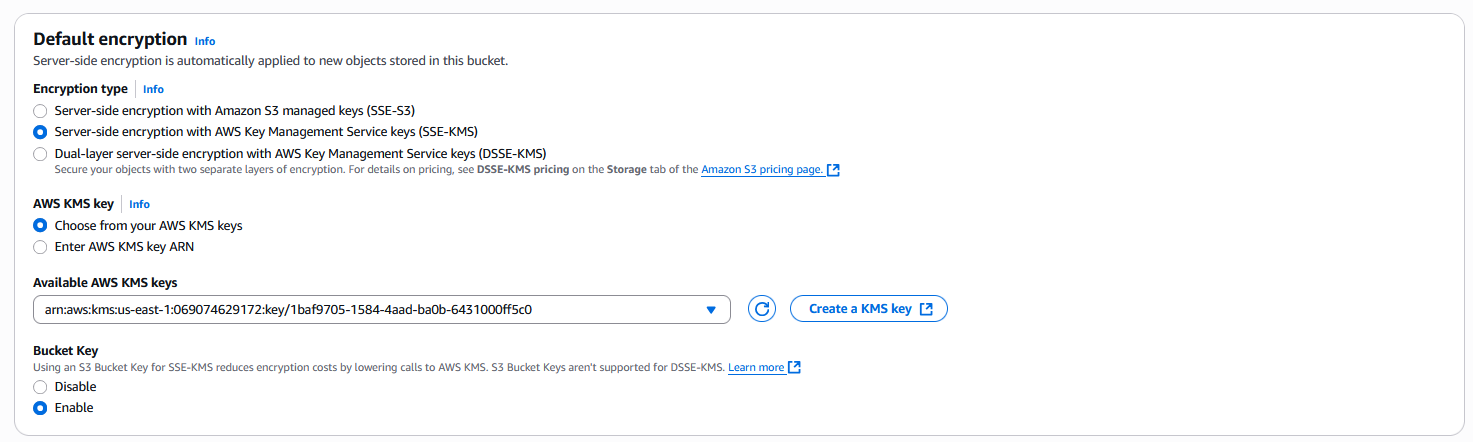 Default encryption Info
Server-side encryption is automatically applied to new objects stored in this bucket.
Encryption type Info
Server-side encryption with Amazon S3 managed keys (SSE-S3)
Server-side encryption with AWS Key Management Service keys (SSE-KMS)
Dual-layer server-side encryption with AWS Key Management Service keys (DSSE-KMS)
Secure your objects with two separate layers of encryption. For details on pricing, see DSSE-KMS pricing on the Storage tab of the Amazon S3 pricing page.
AWS KMS key Info
Choose from your AWS KMS keys
Enter AWS KMS key ARN
Available AWS KMS keys
arn:aws:kms:us-east-1:069074629172:key/1baf9705-1584-4aad-ba0b-6431000ff5c0
Create a KMS key
Bucket Key
Using an S3 Bucket Key for SSE-KMS reduces encryption costs by lowering calls to AWS KMS. S3 Bucket Keys aren't supported for DSSE-KMS. Learn more
Disable
Enable